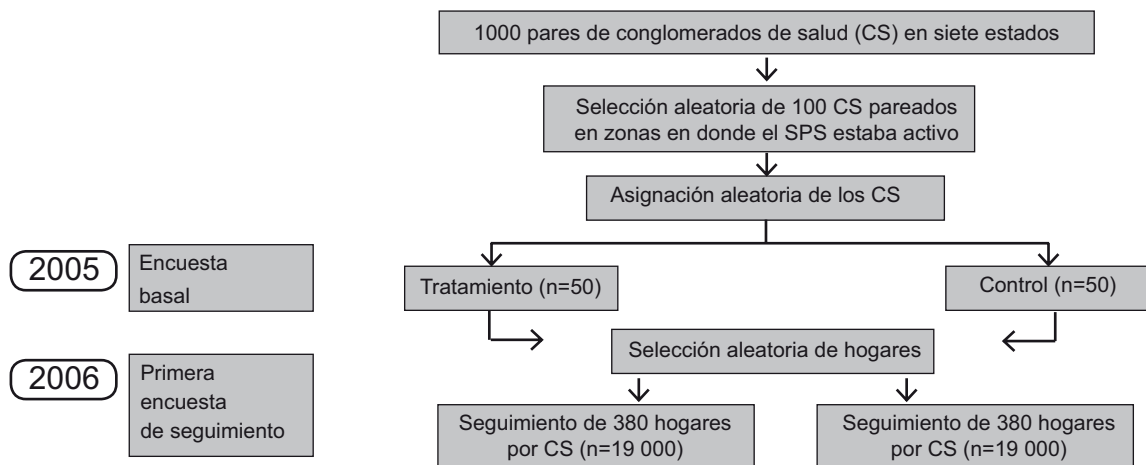 1000 pares de conglomerados de salud (CS) en siete estados
Selección aleatoria de 100 CS pareados
en zonas en donde el SPS estaba activo
Asignación aleatoria de los CS
2005
Encuesta
basal
Tratamiento (n=50)
Control (n=50)
Selección aleatoria de hogares
2006
Primera
encuesta
de seguimiento
Seguimiento de 380 hogares
por CS (n=19 000)
Seguimiento de 380 hogares
por CS (n=19 000)